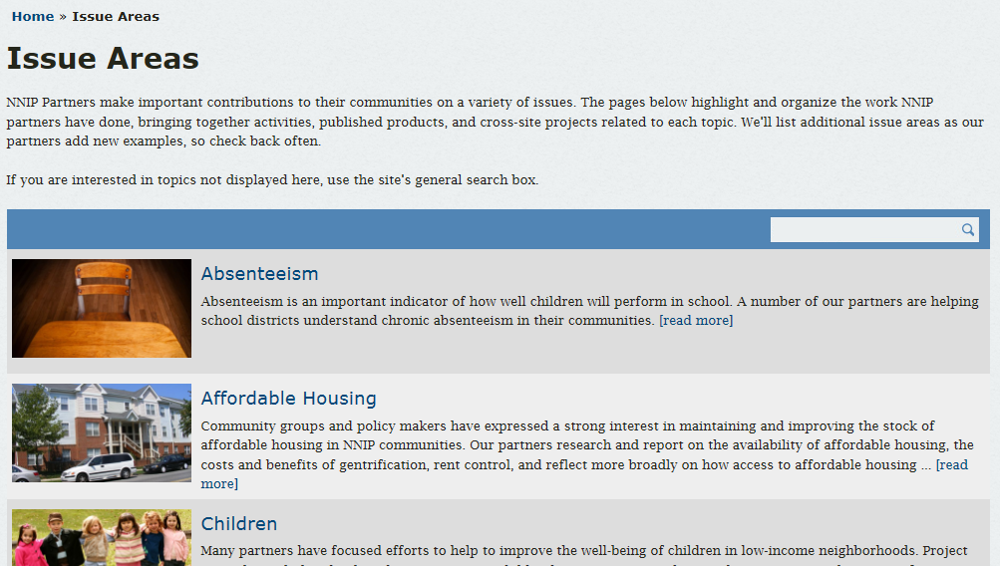 Home » Issue Areas
Issue Areas
NNIP Partners make important contributions to their communities on a variety of issues. The pages below highlight and organize the work NNIP
partners have done, bringing together activities, published products, and cross-site projects related to each topic. We'll list additional issue areas as our
partners add new examples, so check back often.
If you are interested in topics not displayed here, use the site's general search box.
Absenteeism
Absenteeism is an important indicator of how well children will perform in school. A number of our partners are helping
school districts understand chronic absenteeism in their communities. [read more]
Affordable Housing
Community groups and policy makers have expressed a strong interest in maintaining and improving the stock of
affordable housing in NNIP communities. Our partners research and report on the availability of affordable housing, the
costs and benefits of gentrification, rent control, and reflect more broadly on how access to affordable housing ... [read
more]
Children
Many partners have focused efforts to help to improve the well-being of children in low-income neighborhoods. Project